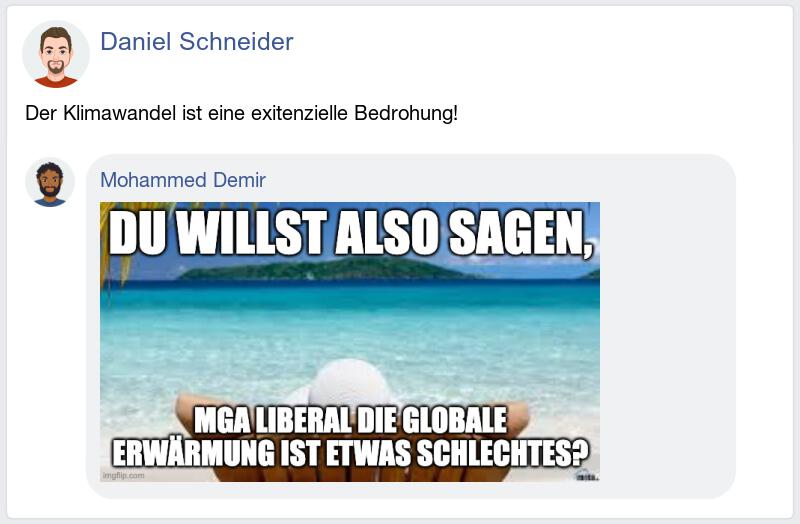 Daniel Schneider
Der Klimawandel ist eine exitenzielle Bedrohung!
Mohammed Demir
DU WILLST ALSO SAGEN,
MGA LIBERAL DIE GLOBALE
ERWÄRMUNG IST ETWAS SCHLECHTES?
imgflip.com